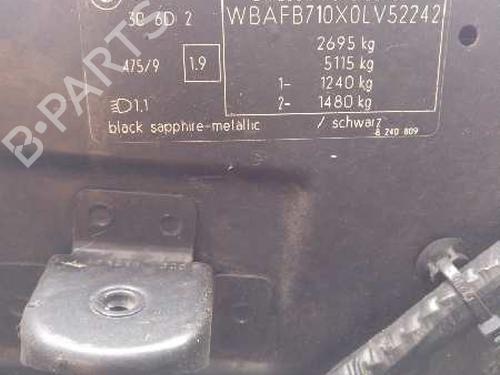 30 6D 2
WBAFB710X0LV52242
2695 kg
475/9 1.9 5115 kg
1- 1240 kg
1.1 2- 1480 kg
black sapphire-metallic / schwarz
8 240 809
B-PARTS